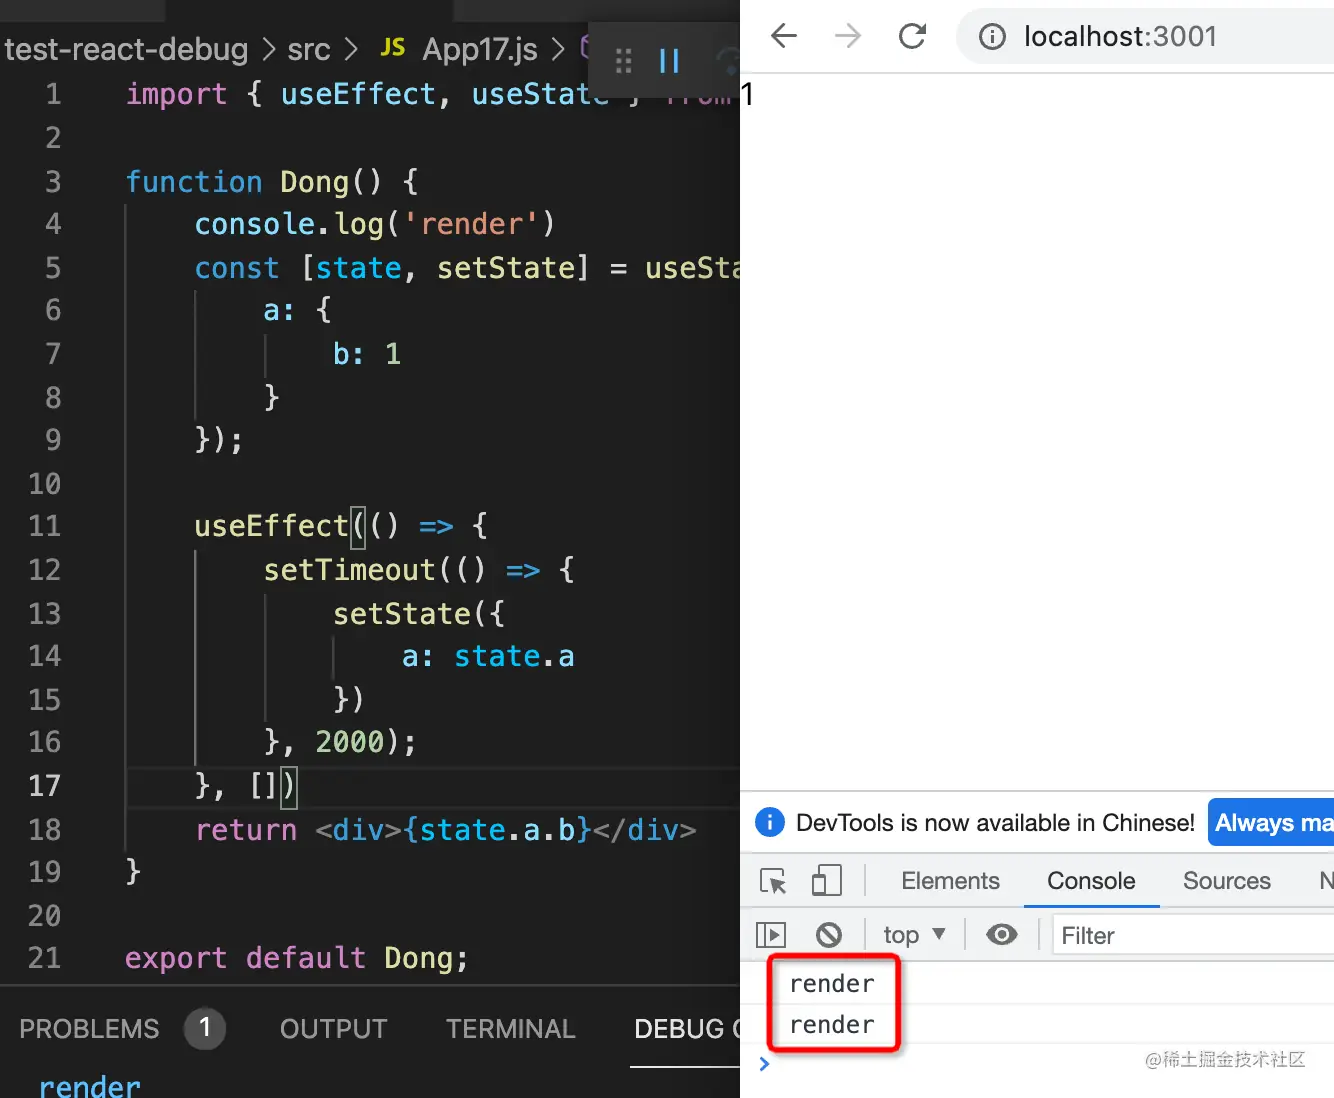 test-react-debug > src > JS App17.js >
1 import { useEffect, useState } from
2
3 function Dong() {
4 console.log('render')
5 const [state, setState] = useSta
6 a: {
7 b: 1
8 }
9 });
10
11 useEffect(() => {
12 setTimeout(() => {
13 setState({
14 a: state.a
15 })
16 }, 2000);
17 }, [])
18 return <div>{state.a.b}</div>
19 }
20
21 export default Dong;
PROBLEMS 1 OUTPUT TERMINAL DEBUG C
render
localhost:3001
1
DevTools is now available in Chinese! Always ma
Elements Console Sources N
top ▼ Filter
render
render
>
@稀土掘金技术社区